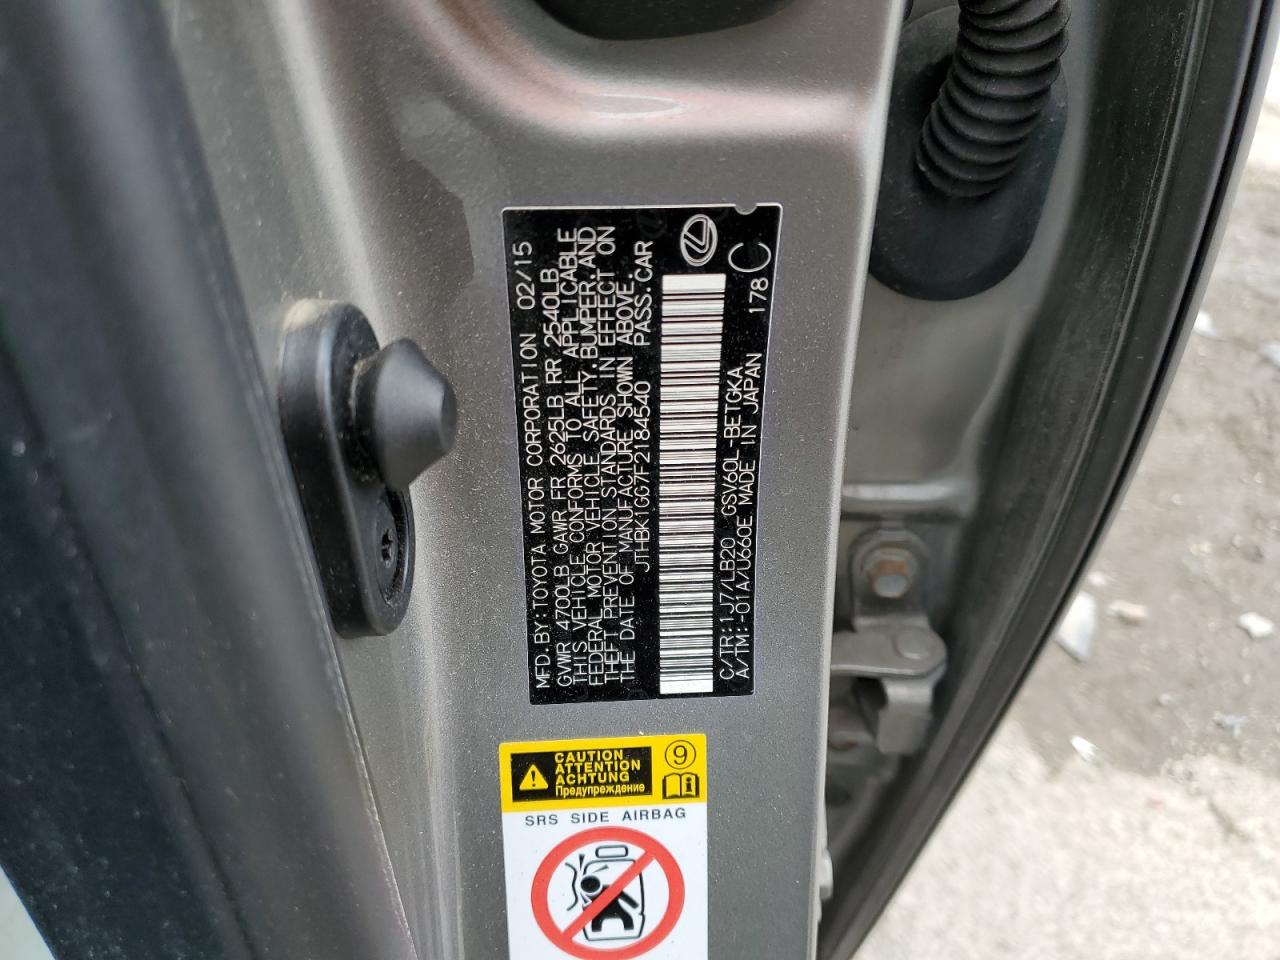 MFD.BY:TOYOTA MOTOR CORPORATION 02/15
GVWR 4700LB GAWR FR 2625LB RR 2540LB
THIS VEHICLE CONFORMS TO ALL APPLICABLE
FEDERAL MOTOR VEHICLE SAFETY,BUMPER,AND
THEFT PREVENTION STANDARDS IN EFFECT ON
THE DATE OF MANUFACTURE SHOWN ABOVE.
JTHBK1GG7F2184540 PASS.CAR
C/TR:1J7/LB20 GSV60L-BETGKA
A/TM:-01A/U660E MADE IN JAPAN 178 C
CAUTION
ATTENTION
ACHTUNG
Предупреждение
9
SRS SIDE AIRBAG